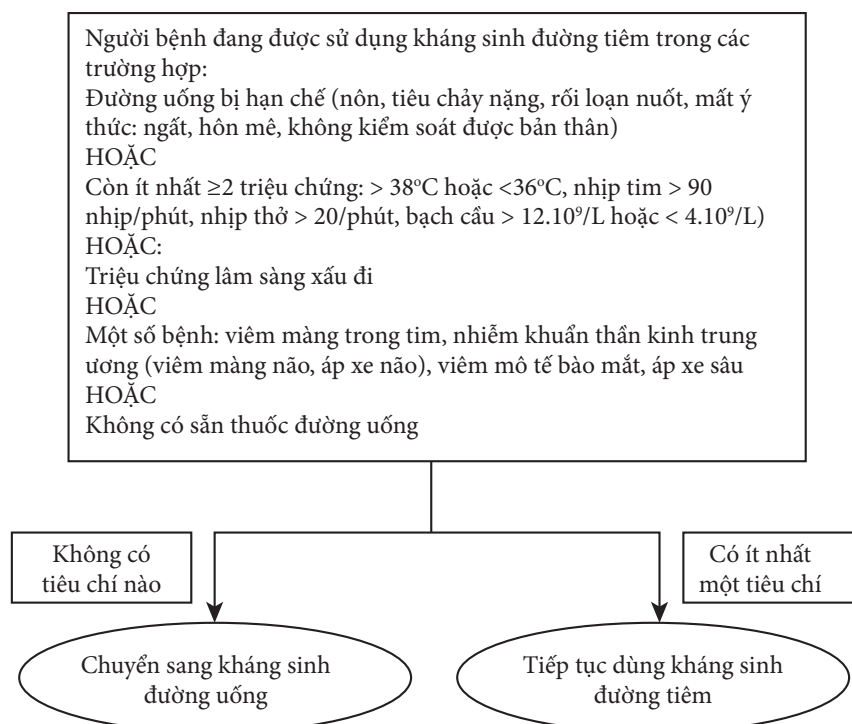 Người bệnh đang được sử dụng kháng sinh đường tiêm trong các
trường hợp:
Đường uống bị hạn chế (nôn, tiêu chảy nặng, rối loạn nuốt, mất ý
thức: ngất, hôn mê, không kiểm soát được bản thân)
HOẶC
Còn ít nhất ≥2 triệu chứng: > 38°C hoặc <36°C, nhịp tim > 90
nhịp/phút, nhịp thở > 20/phút, bạch cầu > 12.10⁹/L hoặc < 4.10⁹/L)
HOẶC:
Triệu chứng lâm sàng xấu đi
HOẶC
Một số bệnh: viêm màng trong tim, nhiễm khuẩn thần kinh trung
ương (viêm màng não, áp xe não), viêm mô tế bào mắt, áp xe sâu
HOẶC
Không có sẵn thuốc đường uống
Không có
tiêu chí nào
Có ít nhất
một tiêu chí
Chuyển sang kháng sinh
đường uống
Tiếp tục dùng kháng sinh
đường tiêm